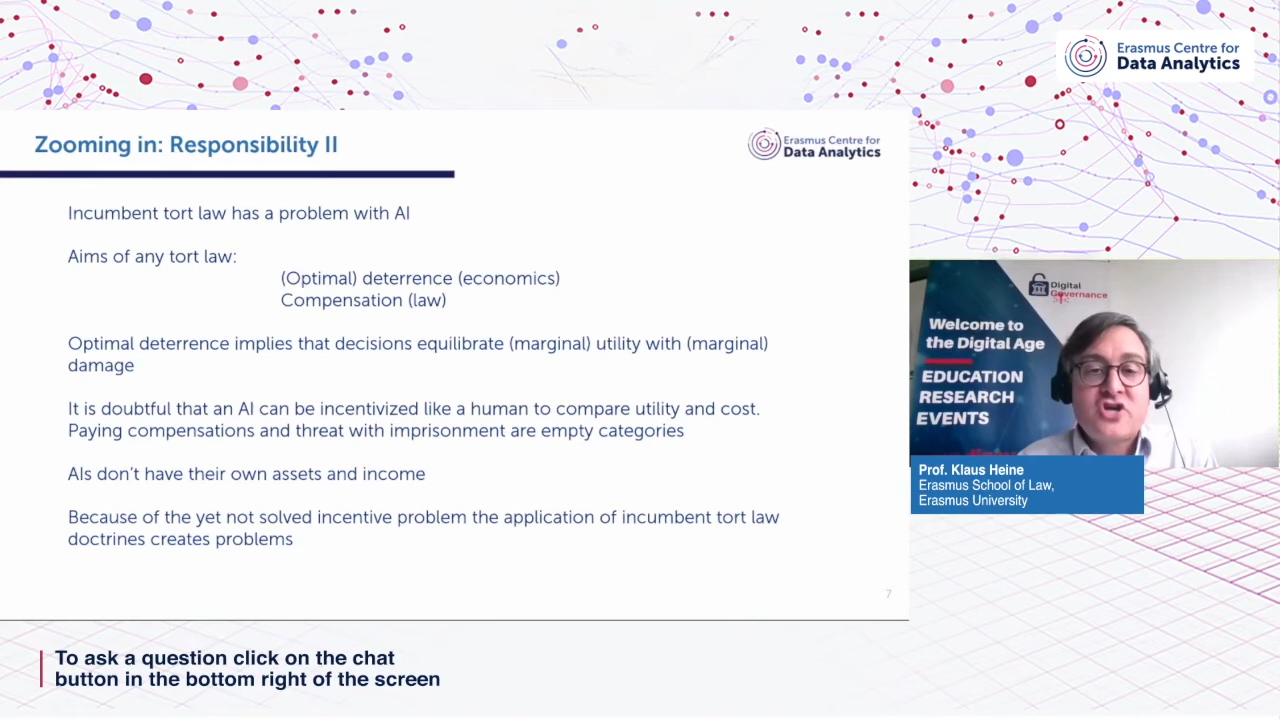 Erasmus Centre for
Data Analytics
Zooming in: Responsibility II
Erasmus Centre for
Data Analytics
Incumbent tort law has a problem with AI
Aims of any tort law:
(Optimal) deterrence (economics)
Compensation (law)
Optimal deterrence implies that decisions equilibrate (marginal) utility with (marginal)
damage
It is doubtful that an AI can be incentivized like a human to compare utility and cost.
Paying compensations and threat with imprisonment are empty categories
AIs don't have their own assets and income
Because of the yet not solved incentive problem the application of incumbent tort law
doctrines creates problems
7
Digital
Governance
Welcome to
the Digital Age
EDUCATION
RESEARCH
EVENTS
Prof. Klaus Heine
Erasmus School of Law,
Erasmus University
To ask a question click on the chat
button in the bottom right of the screen